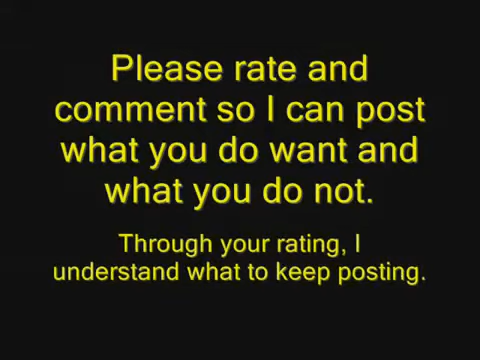 Please rate and
comment so I can post
what you do want and
what you do not.
Through your rating, I
understand what to keep posting.